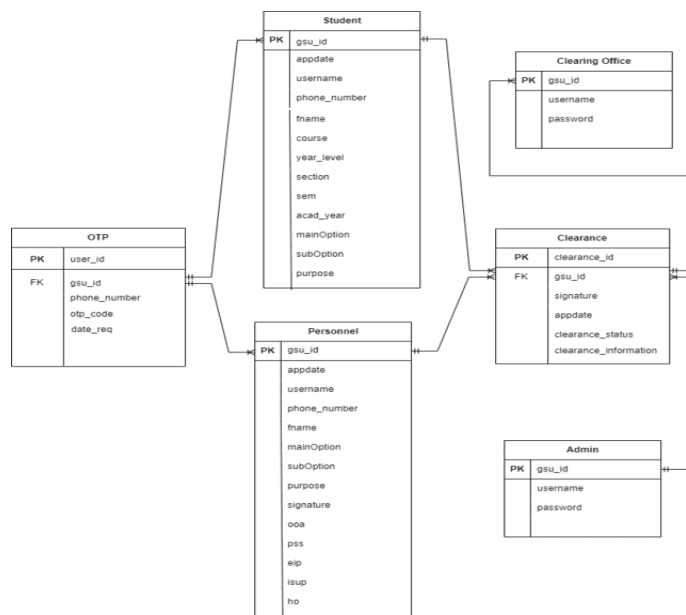 Student
PK gsu_id
appdate
username
phone_number
fname
course
year_level
section
sem
acad_year
mainOption
subOption
purpose
Clearing Office
PK gsu_id
username
password
OTP
PK user_id
FK gsu_id
phone_number
otp_code
date_req
Clearance
PK clearance_id
FK gsu_id
signature
appdate
clearance_status
clearance_information
Personnel
PK gsu_id
appdate
username
phone_number
fname
mainOption
subOption
purpose
signature
ooa
pss
eip
isup
ho
Admin
PK gsu_id
username
password